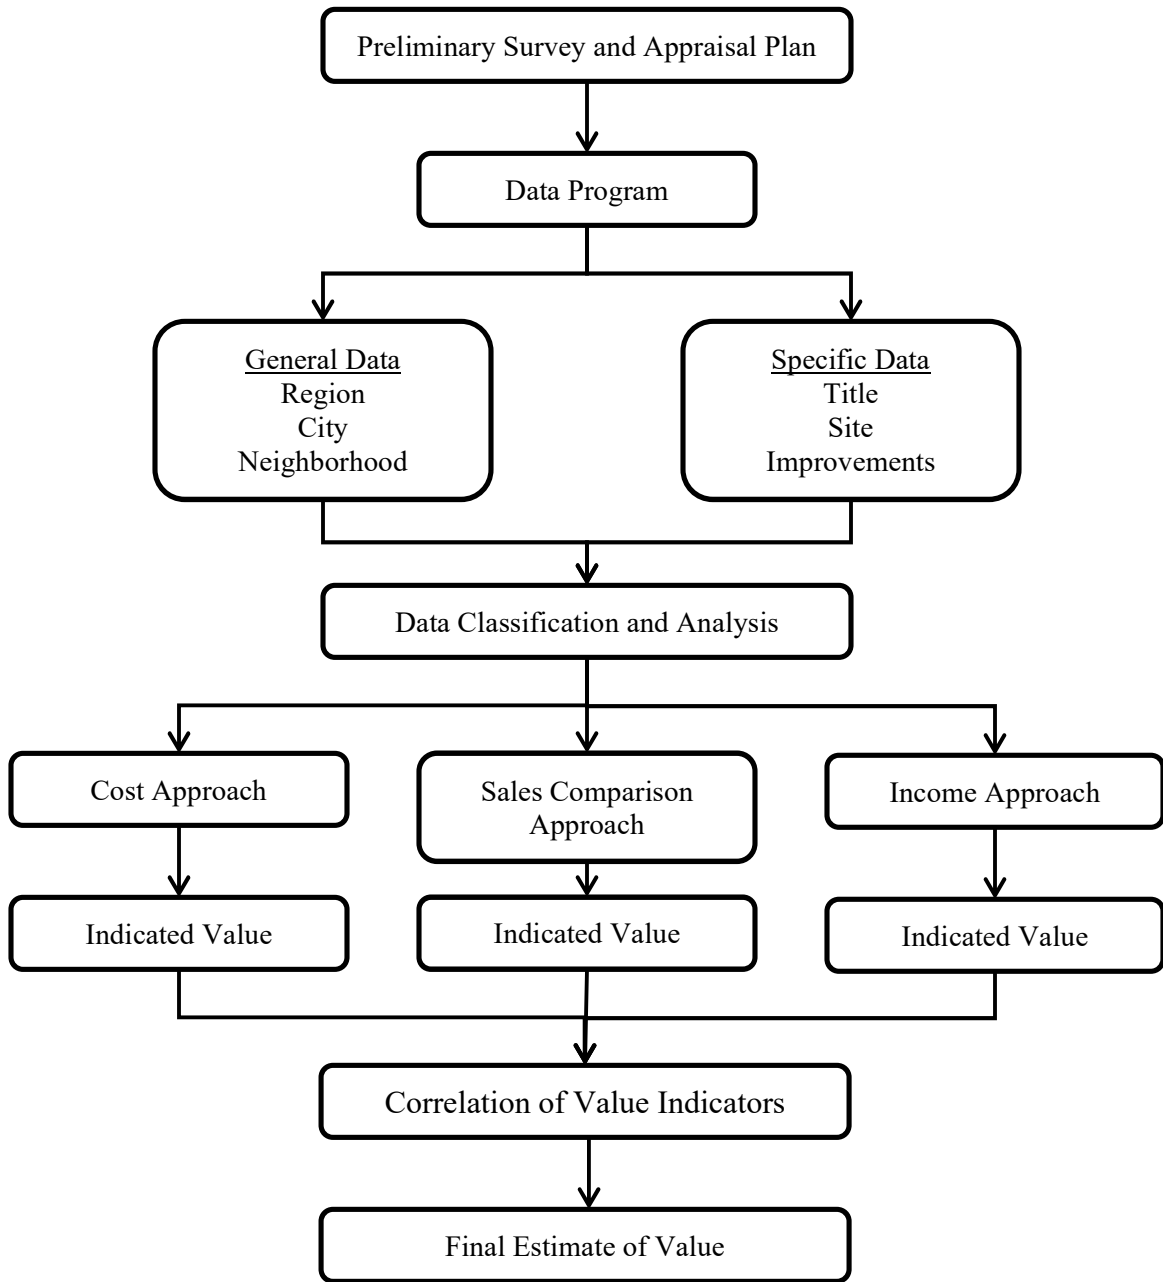 Preliminary Survey and Appraisal Plan
Data Program
General Data
Region
City
Neighborhood
Specific Data
Title
Site
Improvements
Data Classification and Analysis
Cost Approach
Sales Comparison
Approach
Income Approach
Indicated Value
Indicated Value
Indicated Value
Correlation of Value Indicators
Final Estimate of Value